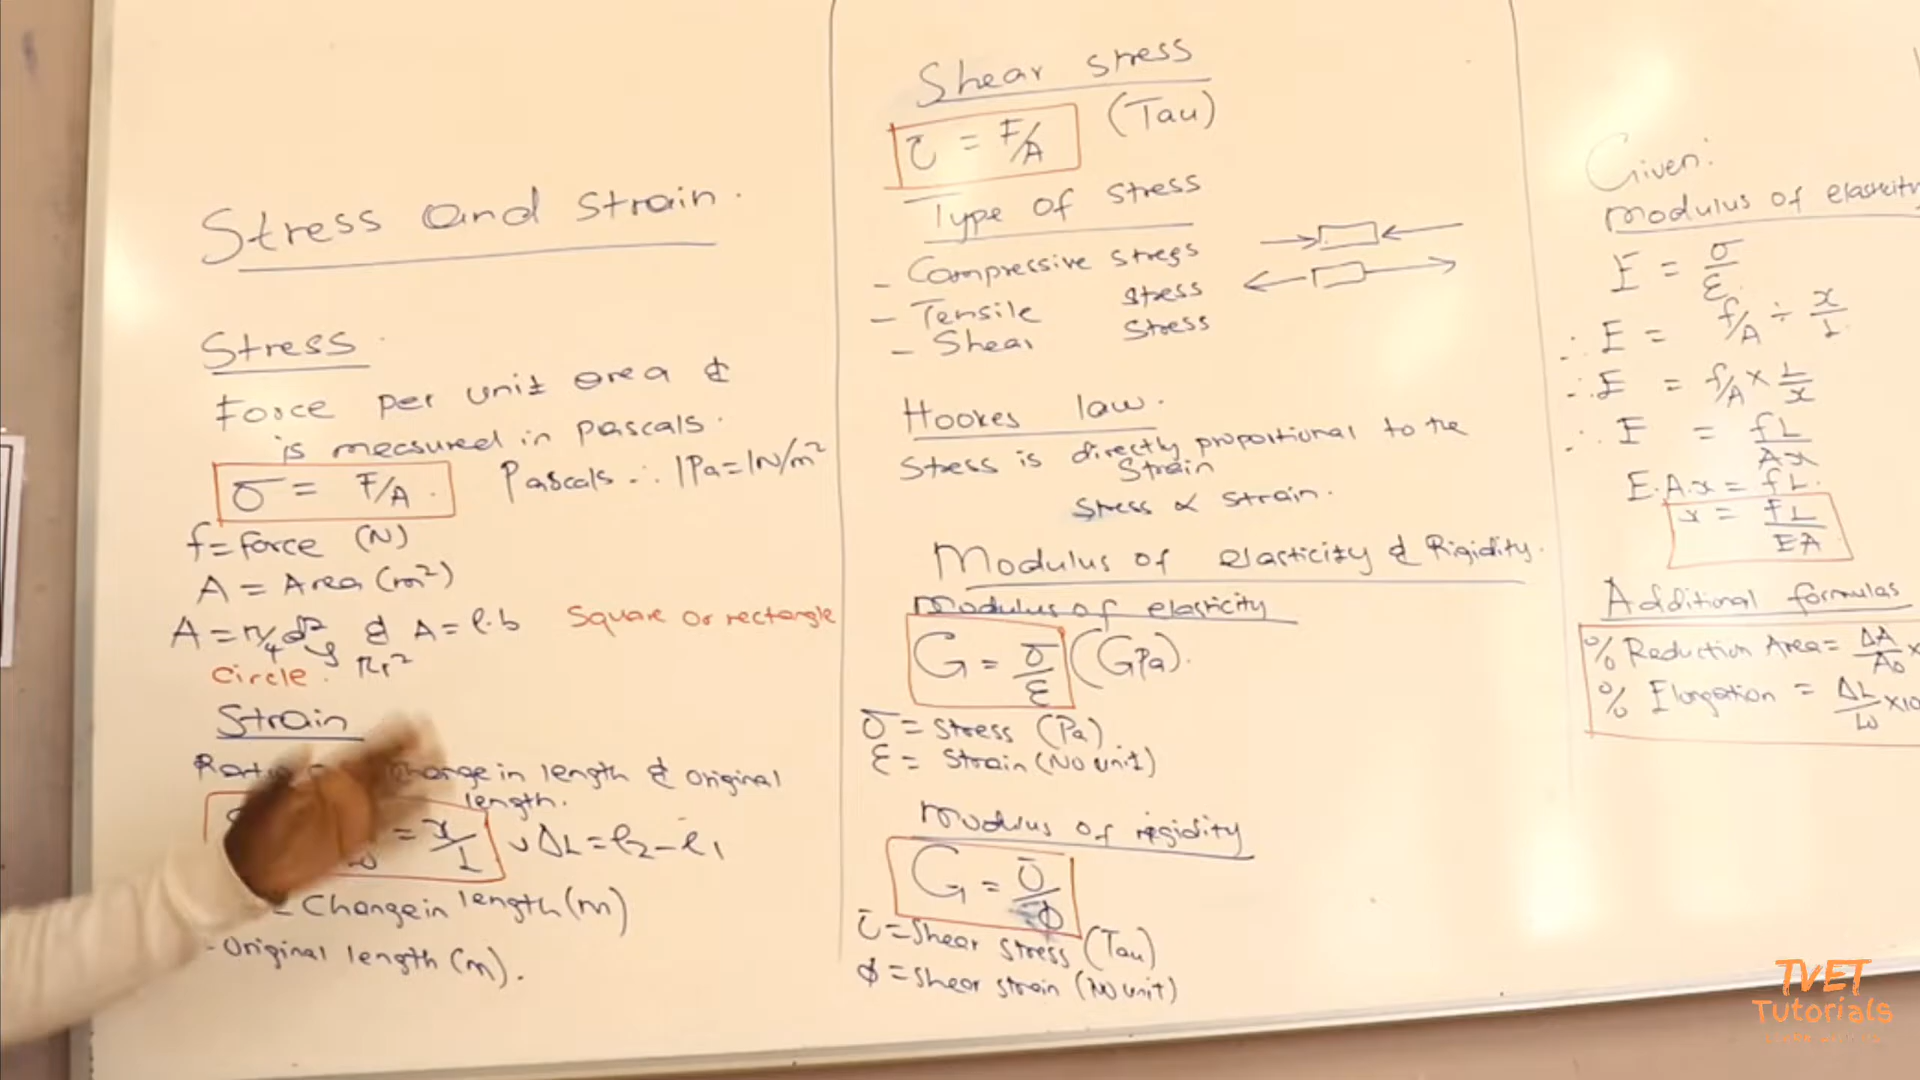 Stress and strain.
Stress
Force per unit area &
is measured in pascals.
σ = F/A. Pascals ∴ 1Pa=1N/m²
f=force (N)
A = Area (m²)
A = π/4 d² & A = l.b Square or rectangle
Circle. πr²
Strain
change in length & original
length.
= x/L , ΔL = l2 - l1
= Change in length (m)
- Original length (m).
Shear stress
τ = F/A (Tau)
Type of stress
- Compressive stress
- Tensile stress
- Shear stress
Hookes law.
Stress is directly proportional to the
Strain
Stress ∝ strain.
Modulus of elasticity & Rigidity.
modulus of elasticity
G = σ/ε (GPa).
σ = stress (Pa)
ε = strain (No unit)
modulus of rigidity
G = τ/ϕ
τ = shear stress (Tau)
ϕ = shear strain (No unit)
Given:
modulus of elasticity
E = σ/ε
∴ E = f/A ÷ x/L
∴ E = f/A × L/x
∴ E = fL/Ax
E.A.x = fL.
x = fL/EA
Additional formulas
% Reduction Area = ΔA/Ao ×
% Elongation = ΔL/Lo ×10
TVET
Tutorials